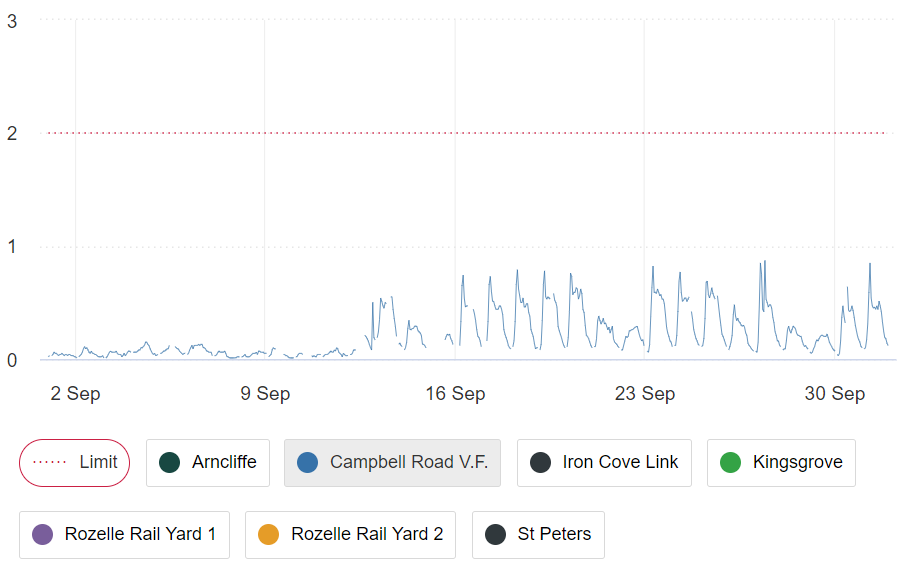 3
2
1
0
2 Sep 9 Sep 16 Sep 23 Sep 30 Sep
Limit Arncliffe Campbell Road V.F. Iron Cove Link Kingsgrove
Rozelle Rail Yard 1 Rozelle Rail Yard 2 St Peters